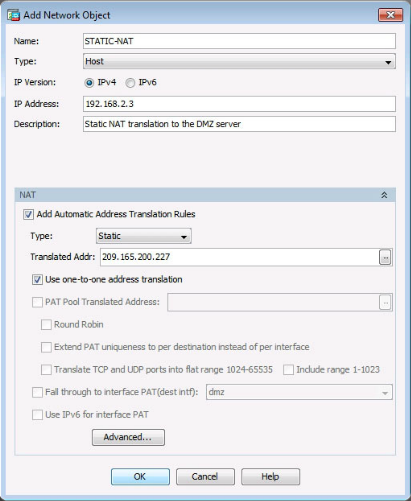 Add Network Object
Name: STATIC-NAT
Type: Host
IP Version: IPv4 IPv6
IP Address: 192.168.2.3
Description: Static NAT translation to the DMZ server
NAT
Add Automatic Address Translation Rules
Type: Static
Translated Addr: 209.165.200.227 ...
Use one-to-one address translation
PAT Pool Translated Address: ...
Round Robin
Extend PAT uniqueness to per destination instead of per interface
Translate TCP and UDP ports into flat range 1024-65535 Include range 1-1023
Fall through to interface PAT(dest intf): dmz
Use IPv6 for interface PAT
Advanced...
OK Cancel Help